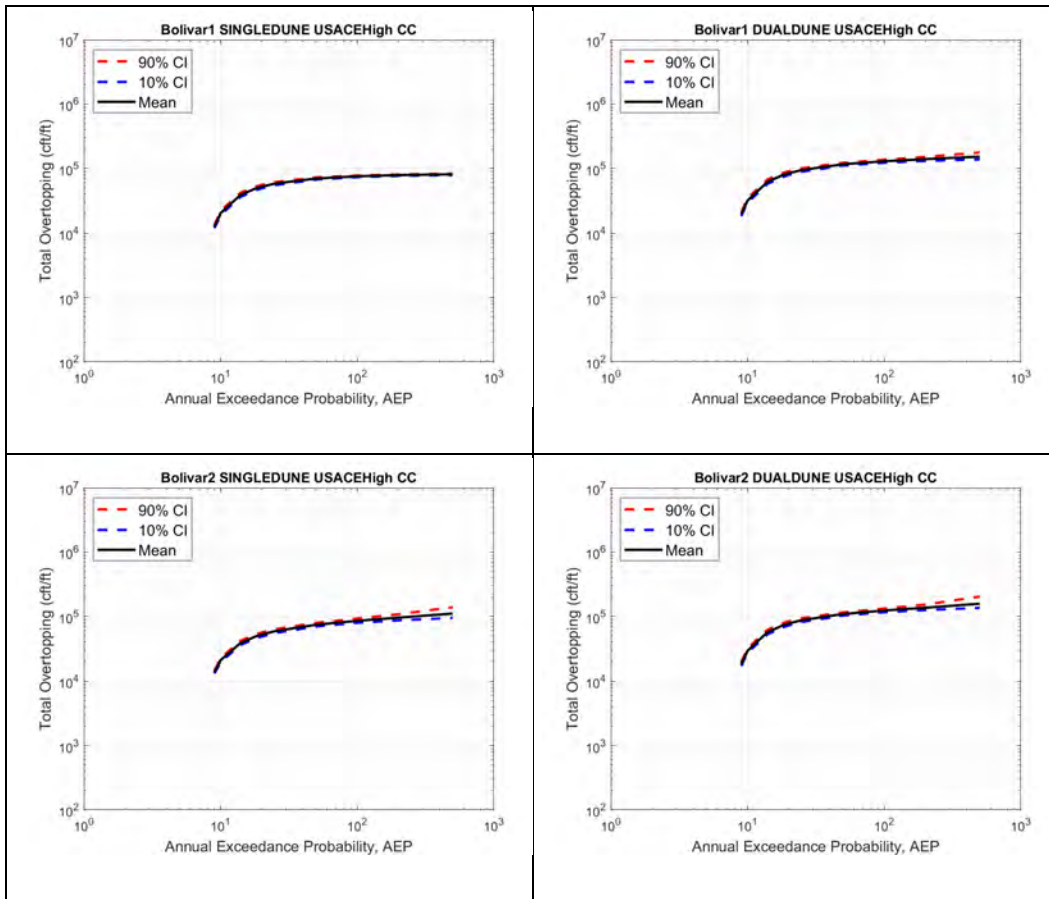 Bolivar1 SINGLEDUNE USACEHigh CC
10^7
10^6
10^5
10^4
10^3
10^2
Total Overtopping (cft/ft)
90% CI
10% CI
Mean
10^0
10^1
10^2
10^3
Annual Exceedance Probability, AEP
Bolivar1 DUALDUNE USACEHigh CC
10^7
10^6
10^5
10^4
10^3
10^2
Total Overtopping (cft/ft)
90% CI
10% CI
Mean
10^0
10^1
10^2
10^3
Annual Exceedance Probability, AEP
Bolivar2 SINGLEDUNE USACEHigh CC
10^7
10^6
10^5
10^4
10^3
10^2
Total Overtopping (cft/ft)
90% CI
10% CI
Mean
10^0
10^1
10^2
10^3
Annual Exceedance Probability, AEP
Bolivar2 DUALDUNE USACEHigh CC
10^7
10^6
10^5
10^4
10^3
10^2
Total Overtopping (cft/ft)
90% CI
10% CI
Mean
10^0
10^1
10^2
10^3
Annual Exceedance Probability, AEP